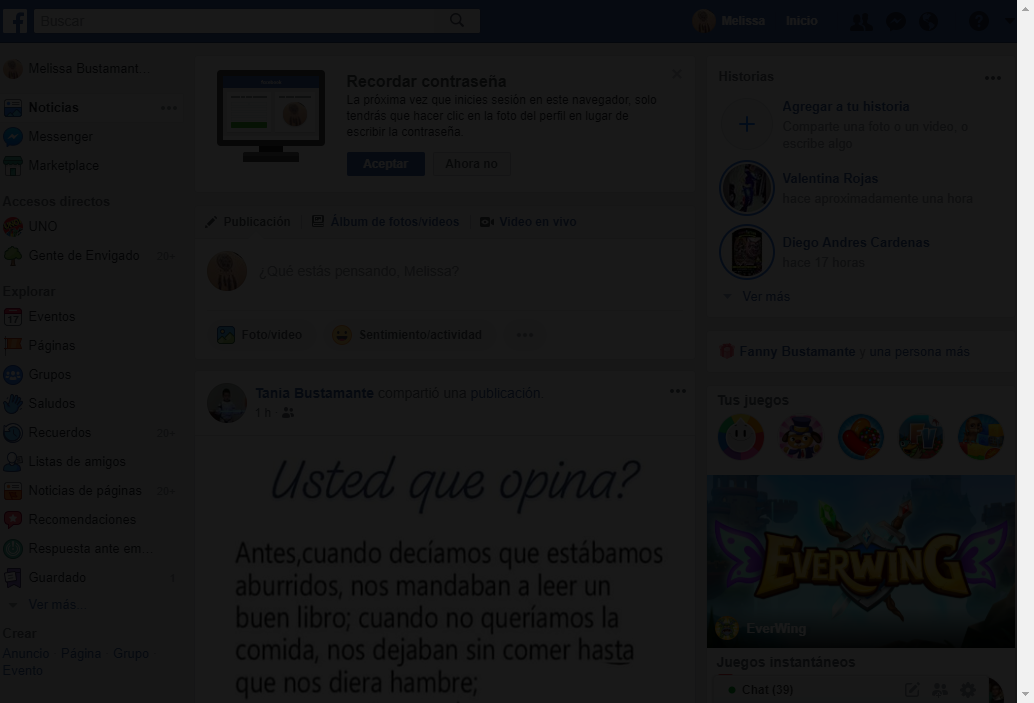 Buscar
Melissa
Inicio
Melissa Bustamant...
Noticias
Messenger
Marketplace
Accesos directos
UNO
Gente de Envigado 20+
Explorar
Eventos
17
Páginas
Grupos
Saludos
Recuerdos 20+
Listas de amigos
Noticias de páginas 20+
Recomendaciones
Respuesta ante em...
Guardado 1
Ver más...
Crear
Anuncio Página Grupo
Evento
Recordar contraseña
La próxima vez que inicies sesión en este navegador, solo
tendrás que hacer clic en la foto del perfil en lugar de
escribir la contraseña.
Aceptar
Ahora no
Publicación
Álbum de fotos/videos
Video en vivo
¿Qué estás pensando, Melissa?
Foto/video
Sentimiento/actividad
Tania Bustamante compartió una publicación.
1 h
Usted que opina?
Antes,cuando decíamos que estábamos
aburridos, nos mandaban a leer un
buen libro; cuando no queríamos la
comida, nos dejaban sin comer hasta
que nos diera hambre;
Historias
Agregar a tu historia
Comparte una foto o un video, o
escribe algo
Valentina Rojas
hace aproximadamente una hora
Diego Andres Cardenas
hace 17 horas
Ver más
Fanny Bustamante y una persona más
Tus juegos
EVERWING
EverWing
Juegos instantáneos
Chat (39)